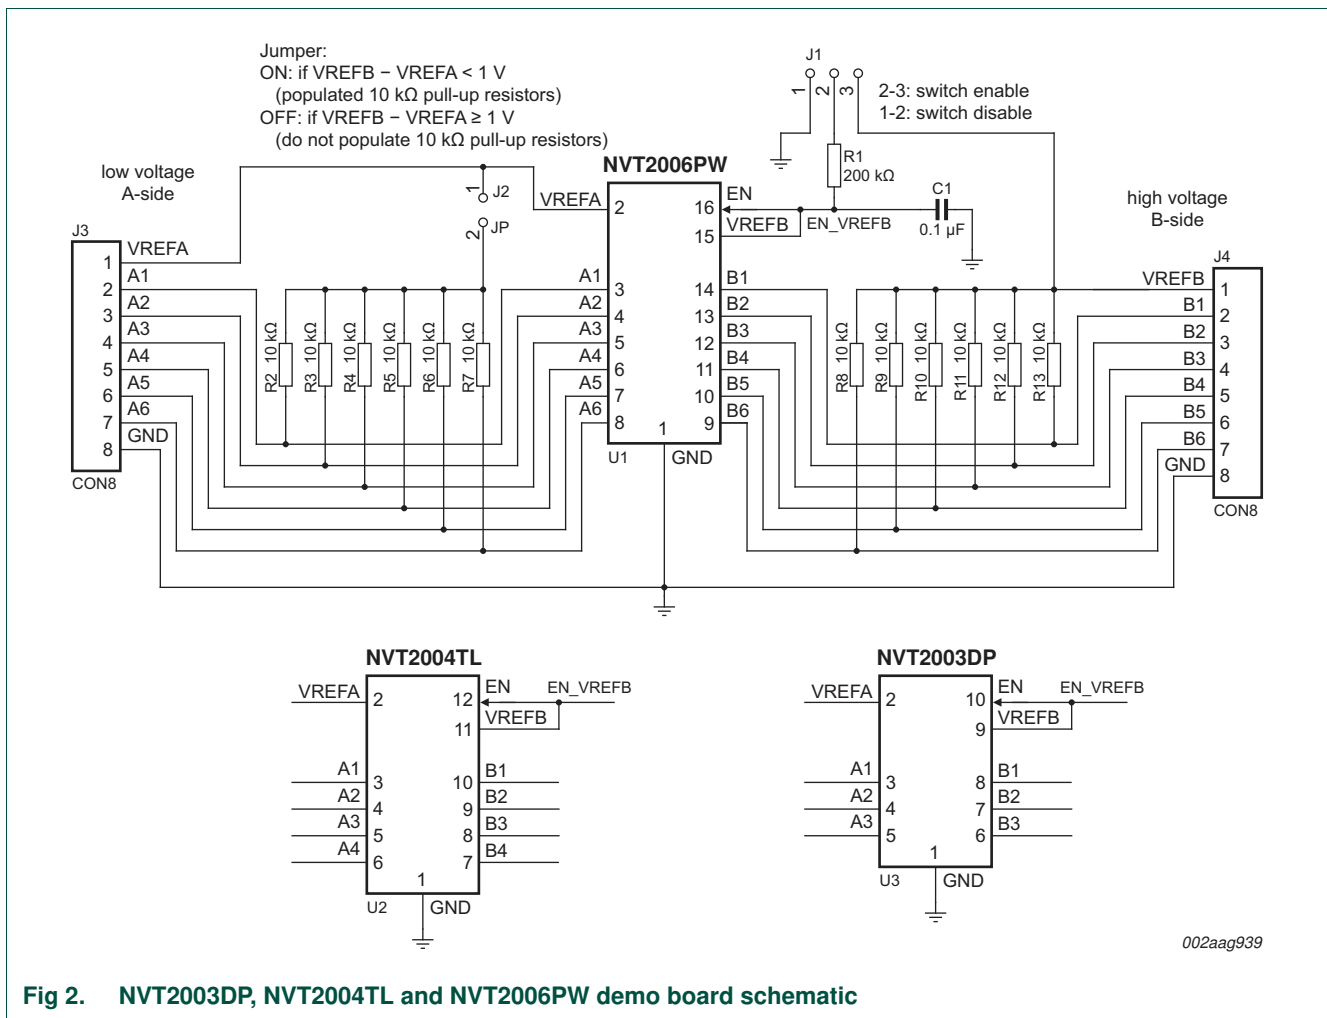 Jumper:
ON: if VREFB − VREFA < 1 V
(populated 10 kΩ pull-up resistors)
OFF: if VREFB − VREFA ≥ 1 V
(do not populate 10 kΩ pull-up resistors)
J1
1
2
3
2-3: switch enable
1-2: switch disable
R1
200 kΩ
C1
0.1 µF
low voltage
A-side
high voltage
B-side
NVT2006PW
J2
1
JP
2
VREFA
2
EN
16
VREFB
15
EN_VREFB
J3
VREFA
1
A1
2
A2
3
A3
4
A4
5
A5
6
A6
7
GND
8
CON8
R2 10 kΩ
R3 10 kΩ
R4 10 kΩ
R5 10 kΩ
R6 10 kΩ
R7 10 kΩ
A1
3
A2
4
A3
5
A4
6
A5
7
A6
8
14
B1
13
B2
12
B3
11
B4
10
B5
9
B6
1
U1
GND
R8 10 kΩ
R9 10 kΩ
R10 10 kΩ
R11 10 kΩ
R12 10 kΩ
R13 10 kΩ
J4
VREFB
1
B1
2
B2
3
B3
4
B4
5
B5
6
B6
7
GND
8
CON8
NVT2004TL
VREFA
2
12
EN
EN_VREFB
11
VREFB
A1
3
10
B1
A2
4
9
B2
A3
5
8
B3
A4
6
7
B4
1
U2
GND
NVT2003DP
VREFA
2
10
EN
EN_VREFB
9
VREFB
A1
3
8
B1
A2
4
7
B2
A3
5
6
B3
1
U3
GND
002aag939
Fig 2. NVT2003DP, NVT2004TL and NVT2006PW demo board schematic